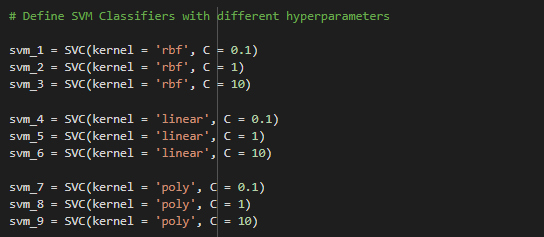 # Define SVM Classifiers with different hyperparameters
svm_1 = SVC(kernel = 'rbf', C = 0.1)
svm_2 = SVC(kernel = 'rbf', C = 1)
svm_3 = SVC(kernel = 'rbf', C = 10)
svm_4 = SVC(kernel = 'linear', C = 0.1)
svm_5 = SVC(kernel = 'linear', C = 1)
svm_6 = SVC(kernel = 'linear', C = 10)
svm_7 = SVC(kernel = 'poly', C = 0.1)
svm_8 = SVC(kernel = 'poly', C = 1)
svm_9 = SVC(kernel = 'poly', C = 10)